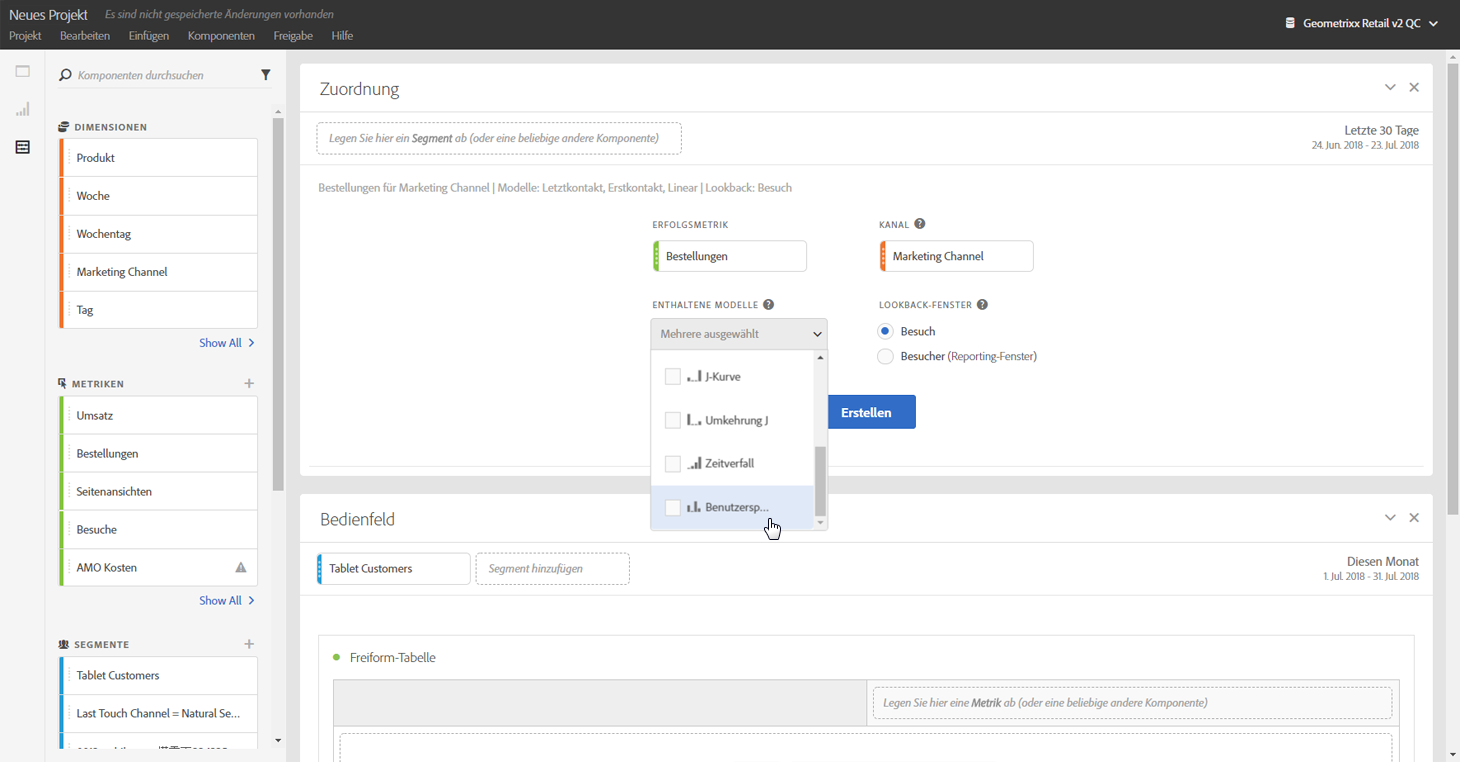 Neues Projekt Es sind nicht gespeicherte Änderungen vorhanden
Geometrixx Retail v2 QC
Projekt Bearbeiten Einfügen Komponenten Freigabe Hilfe
Komponenten durchsuchen
DIMENSIONEN
Produkt
Woche
Wochentag
Marketing Channel
Tag
Show All
METRIKEN
Umsatz
Bestellungen
Seitenansichten
Besuche
AMO Kosten
Show All
SEGMENTE
Tablet Customers
Last Touch Channel = Natural Se...
Zuordnung
Legen Sie hier ein Segment ab (oder eine beliebige andere Komponente)
Letzte 30 Tage
24. Jun. 2018 - 23. Jul. 2018
Bestellungen für Marketing Channel | Modelle: Letztkontakt, Erstkontakt, Linear | Lookback: Besuch
ERFOLGSMETRIK
Bestellungen
KANAL
Marketing Channel
ENTHALTENE MODELLE
Mehrere ausgewählt
J-Kurve
Umkehrung J
Zeitverfall
Benutzersp...
LOOKBACK-FENSTER
Besuch
Besucher (Reporting-Fenster)
Erstellen
Bedienfeld
Tablet Customers
Segment hinzufügen
Diesen Monat
1. Jul. 2018 - 31. Jul. 2018
Freiform-Tabelle
Legen Sie hier eine Metrik ab (oder eine beliebige andere Komponente)